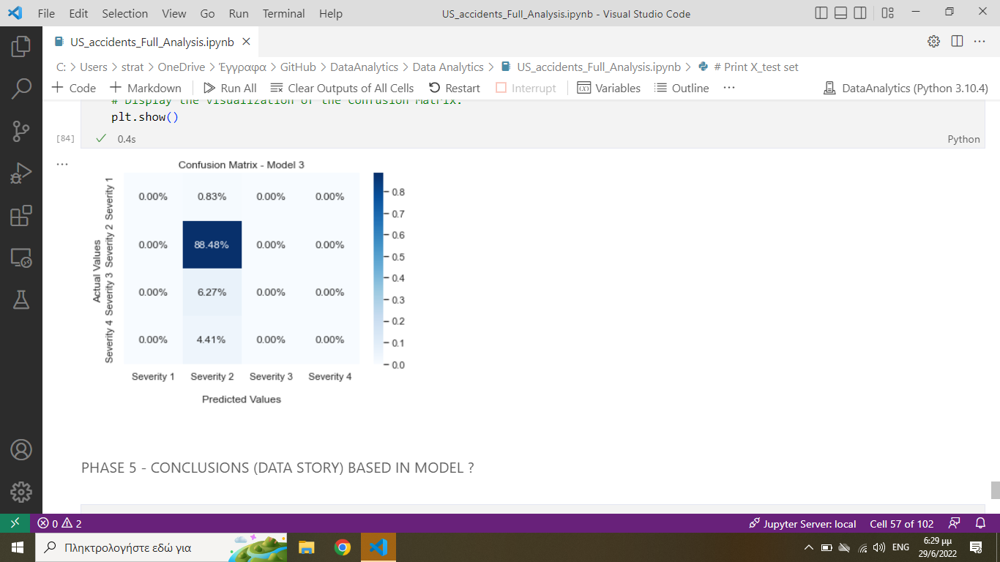 File Edit Selection View Go Run Terminal Help US_accidents_Full_Analysis.ipynb - Visual Studio Code
US_accidents_Full_Analysis.ipynb
C: > Users > strat > OneDrive > Έγγραφα > GitHub > DataAnalytics > Data Analytics > US_accidents_Full_Analysis.ipynb > # Print X_test set
+ Code + Markdown Run All Clear Outputs of All Cells Restart Interrupt Variables Outline ... DataAnalytics (Python 3.10.4)
# Display the visualization of the Confusion Matrix.
plt.show()
[84] 0.4s Python
Confusion Matrix - Model 3
Actual Values
Severity 1 0.00% 0.83% 0.00% 0.00%
Severity 2 0.00% 88.48% 0.00% 0.00%
Severity 3 0.00% 6.27% 0.00% 0.00%
Severity 4 0.00% 4.41% 0.00% 0.00%
Severity 1 Severity 2 Severity 3 Severity 4
Predicted Values
0.8
0.7
0.6
0.5
0.4
0.3
0.2
0.1
0.0
PHASE 5 - CONCLUSIONS (DATA STORY) BASED IN MODEL ?
0 2 Jupyter Server: local Cell 57 of 102
Πληκτρολογήστε εδώ για ENG 6:29 μμ
29/6/2022